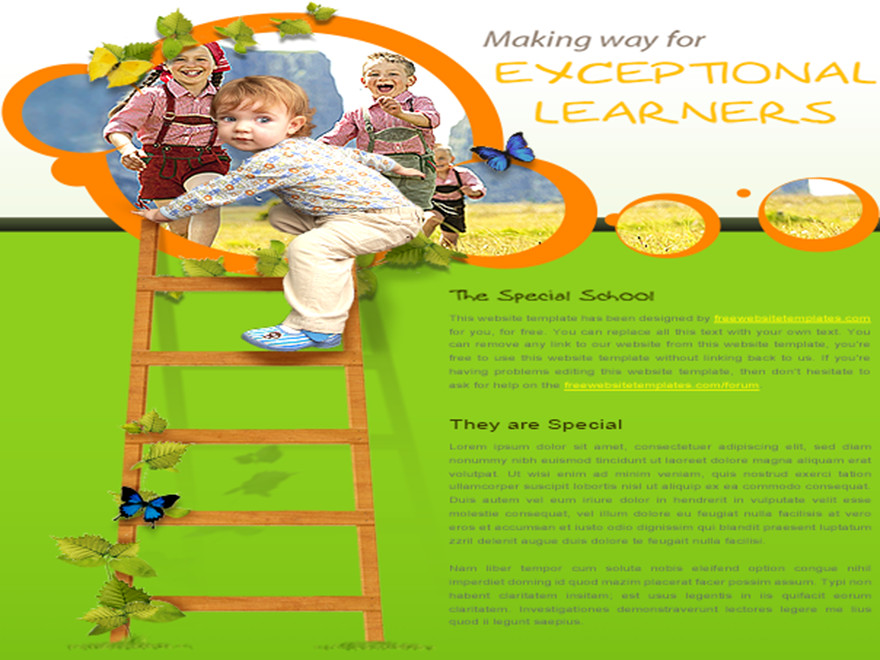 Making way for
EXCEPTIONAL
LEARNERS
The Special School
This website template has been designed by freewebsitetemplates.com
for you, for free. You can replace all this text with your own text. You
can remove any link to our website from this website template, you're
free to use this website template without linking back to us. If you're
having problems editing this website template, then don't hesitate to
ask for help on the freewebsitetemplates.com/forum.
They are Special
Lorem ipsum dolor sit amet, consectetuer adipiscing elit, sed diam
nonummy nibh euismod tincidunt ut laoreet dolore magna aliquam erat
volutpat. Ut wisi enim ad minim veniam, quis nostrud exerci tation
ullamcorper suscipit lobortis nisl ut aliquip ex ea commodo consequat.
Duis autem vel eum iriure dolor in hendrerit in vulputate velit esse
molestie consequat, vel illum dolore eu feugiat nulla facilisis at vero
eros et accumsan et iusto odio dignissim qui blandit praesent luptatum
zzril delenit augue duis dolore te feugait nulla facilisi.
Nam liber tempor cum soluta nobis eleifend option congue nihil
imperdiet doming id quod mazim placerat facer possim assum. Typi non
habent claritatem insitam; est usus legentis in iis qui facit eorum
claritatem. Investigationes demonstraverunt lectores legere me lius
quod ii legunt saepius.